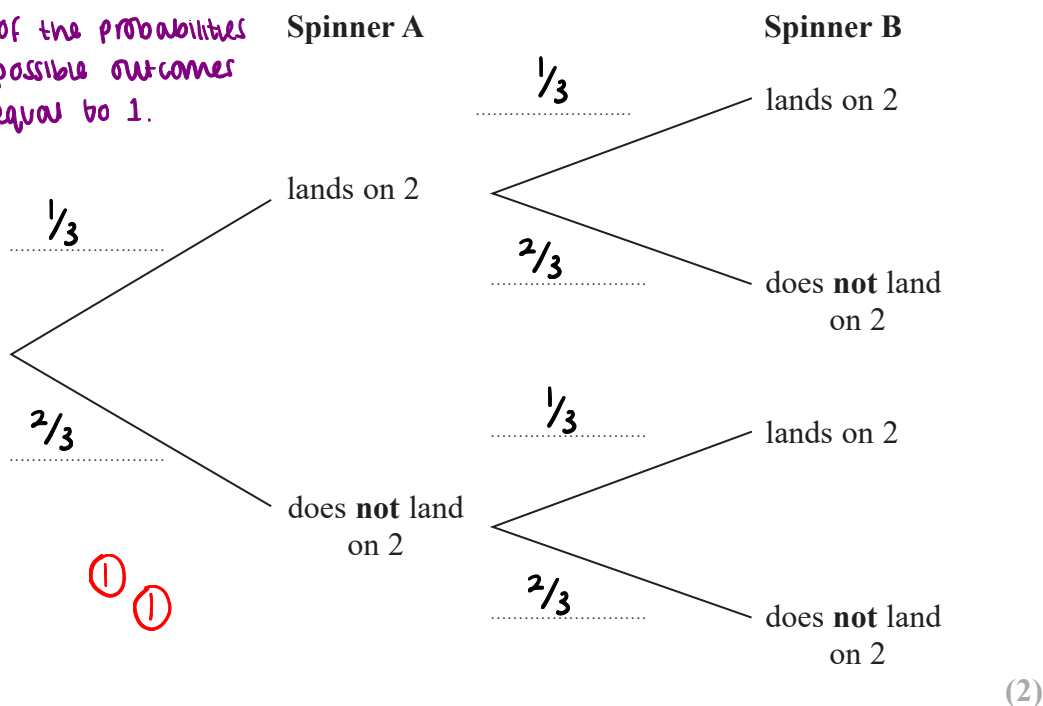 of the probabilities
possible outcomes
equal to 1.
Spinner A
Spinner B
1/3
lands on 2
lands on 2
1/3
2/3
does not land
on 2
2/3
1/3
lands on 2
does not land
on 2
1
1
2/3
does not land
on 2
(2)